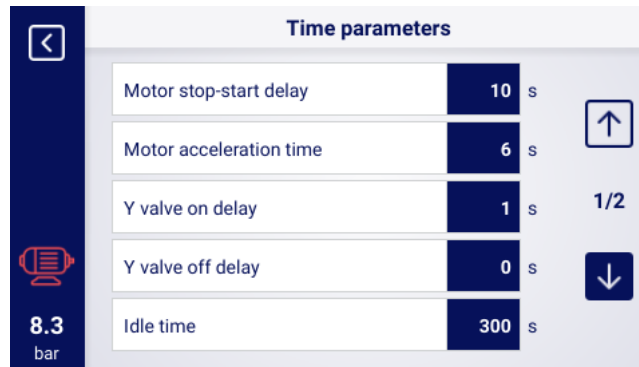 Time parameters
Motor stop-start delay 10 s
Motor acceleration time 6 s
Y valve on delay 1 s
1/2
Y valve off delay 0 s
Idle time 300 s
8.3
bar